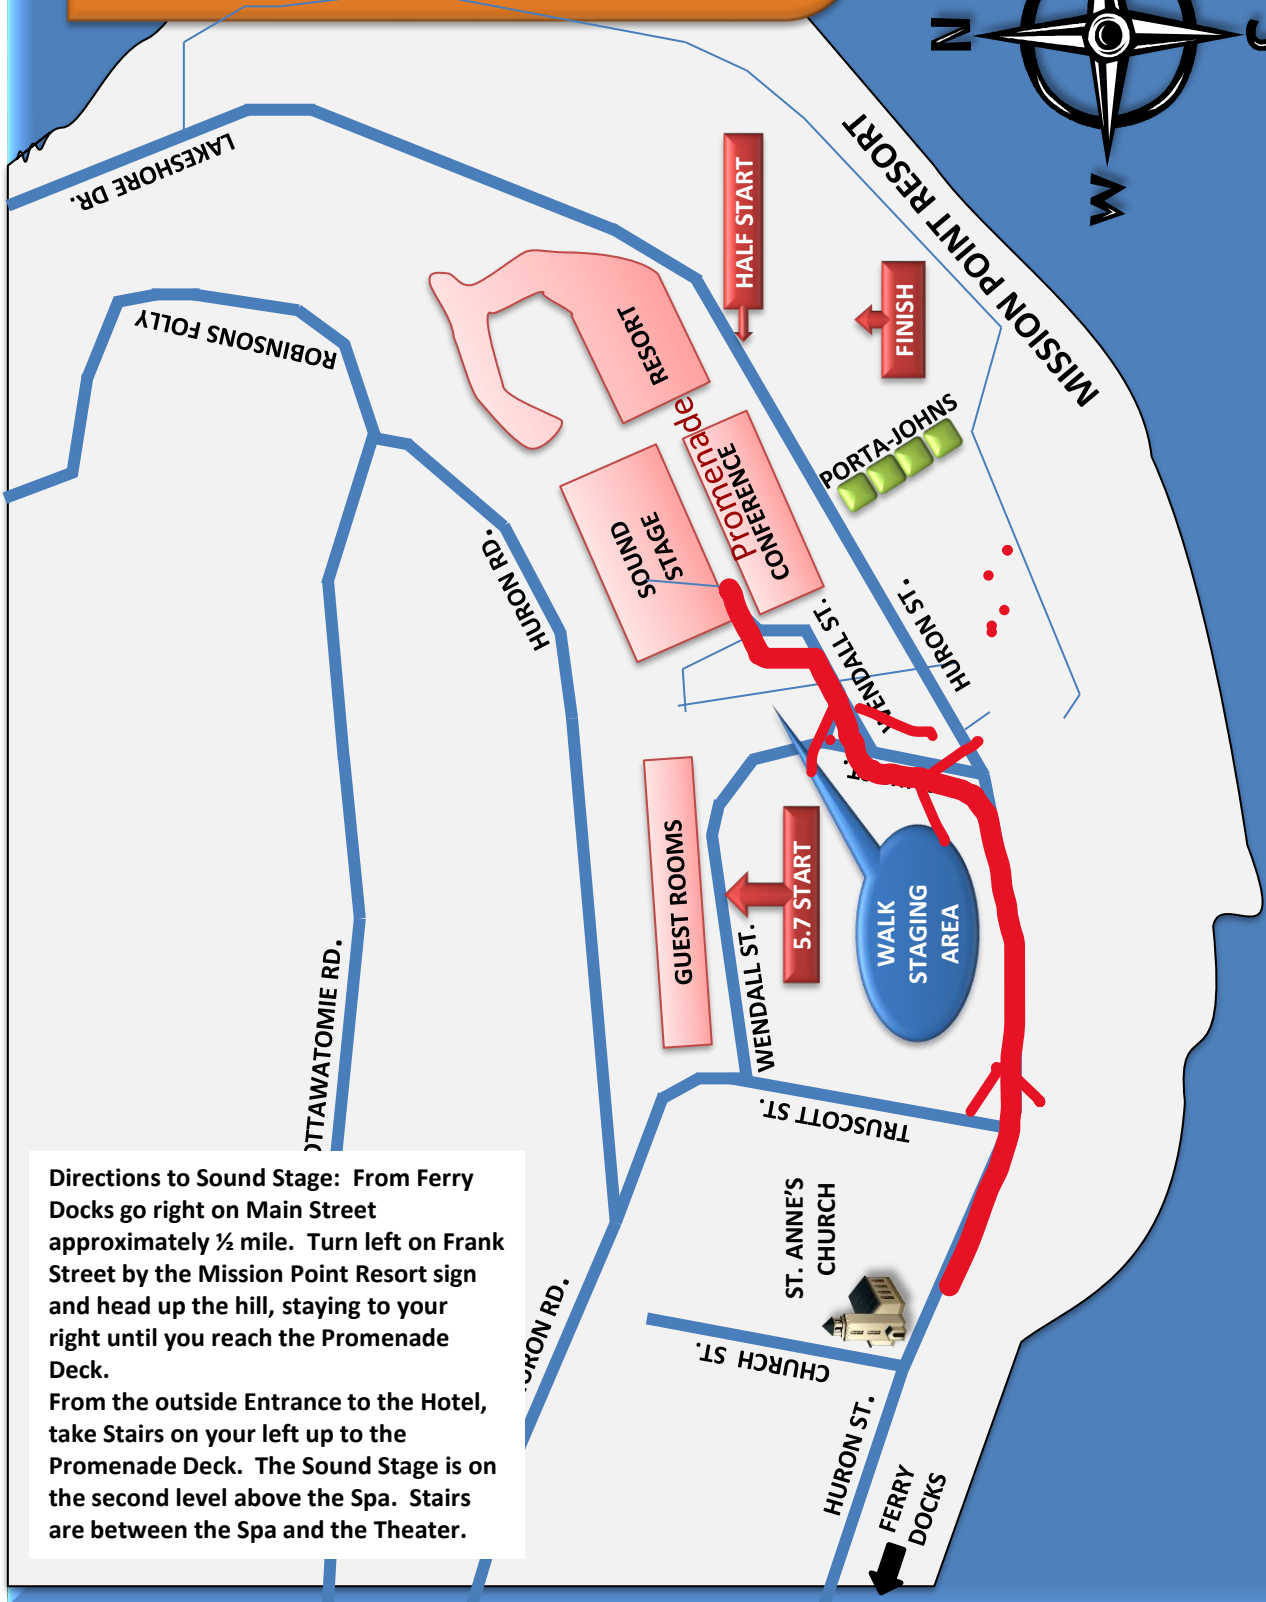 N
W
LAKESHORE DR.
MISSION POINT RESORT
HALF START
FINISH
ROBINSONS FOLLY
RESORT
Promenade
CONFERENCE
PORTA-JOHNS
SOUND
STAGE
HURON RD.
WENDALL ST.
HURON ST.
GUEST ROOMS
5.7 START
WALK
STAGING
AREA
WENDALL ST.
TRUSCOTT ST.
ST. ANNE'S
CHURCH
CHURCH ST.
HURON ST.
FERRY
DOCKS
Directions to Sound Stage: From Ferry
Docks go right on Main Street
approximately ½ mile. Turn left on Frank
Street by the Mission Point Resort sign
and head up the hill, staying to your
right until you reach the Promenade
Deck.
From the outside Entrance to the Hotel,
take Stairs on your left up to the
Promenade Deck. The Sound Stage is on
the second level above the Spa. Stairs
are between the Spa and the Theater.
OTTAWATOMIE RD.
URON RD.